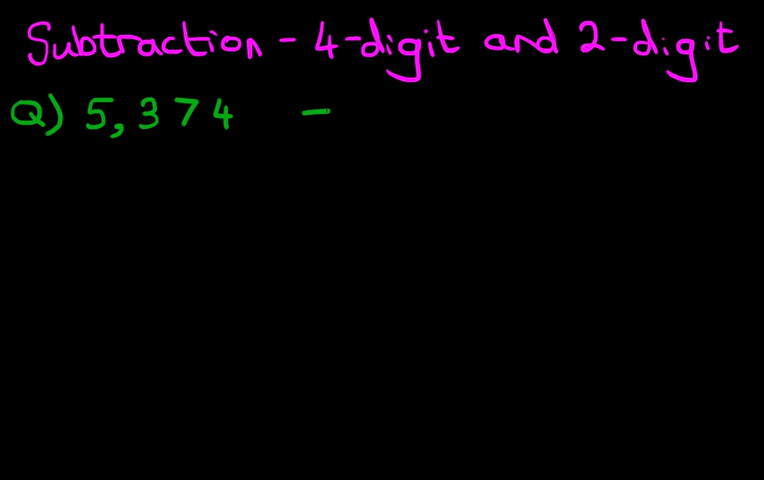 Subtraction - 4-digit and 2-digit
Q) 5,374 -